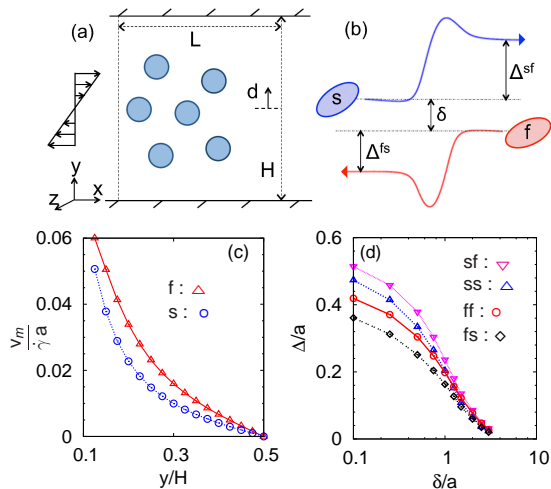 (a)
L
d
H
y
x
z
(b)
s
Δ^sf
δ
f
Δ^fs
(c)
0.06
0.04
0.02
0
v_m
γ̇ a
f :
s :
0.1 0.3 0.5
y/H
(d)
0.6
0.4
0.2
0
Δ/a
sf :
ss :
ff :
fs :
0.1 1 10
δ/a